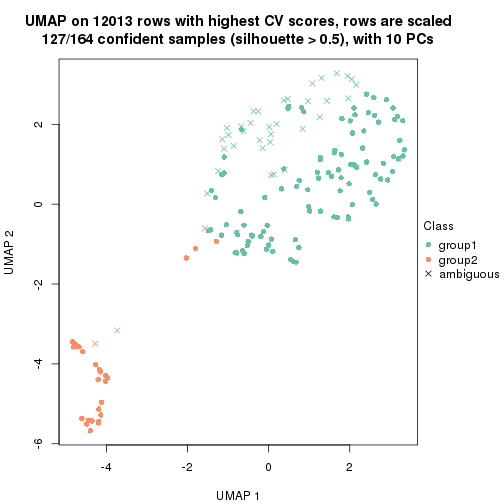 UMAP on 12013 rows with highest CV scores, rows are scaled
127/164 confident samples (silhouette > 0.5), with 10 PCs
2
0
-2
-4
-6
UMAP 2
-4
-2
0
2
UMAP 1
Class
group1
group2
ambiguous